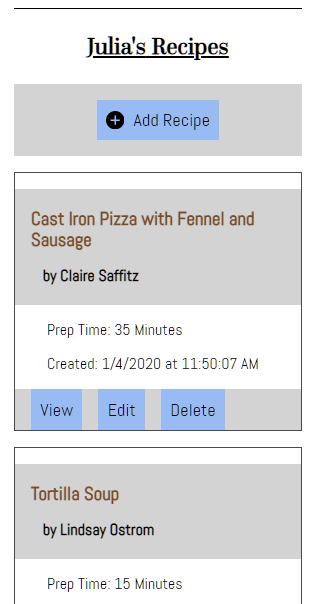 Julia's Recipes
Add Recipe
Cast Iron Pizza with Fennel and
Sausage
by Claire Saffitz
Prep Time: 35 Minutes
Created: 1/4/2020 at 11:50:07 AM
View Edit Delete
Tortilla Soup
by Lindsay Ostrom
Prep Time: 15 Minutes